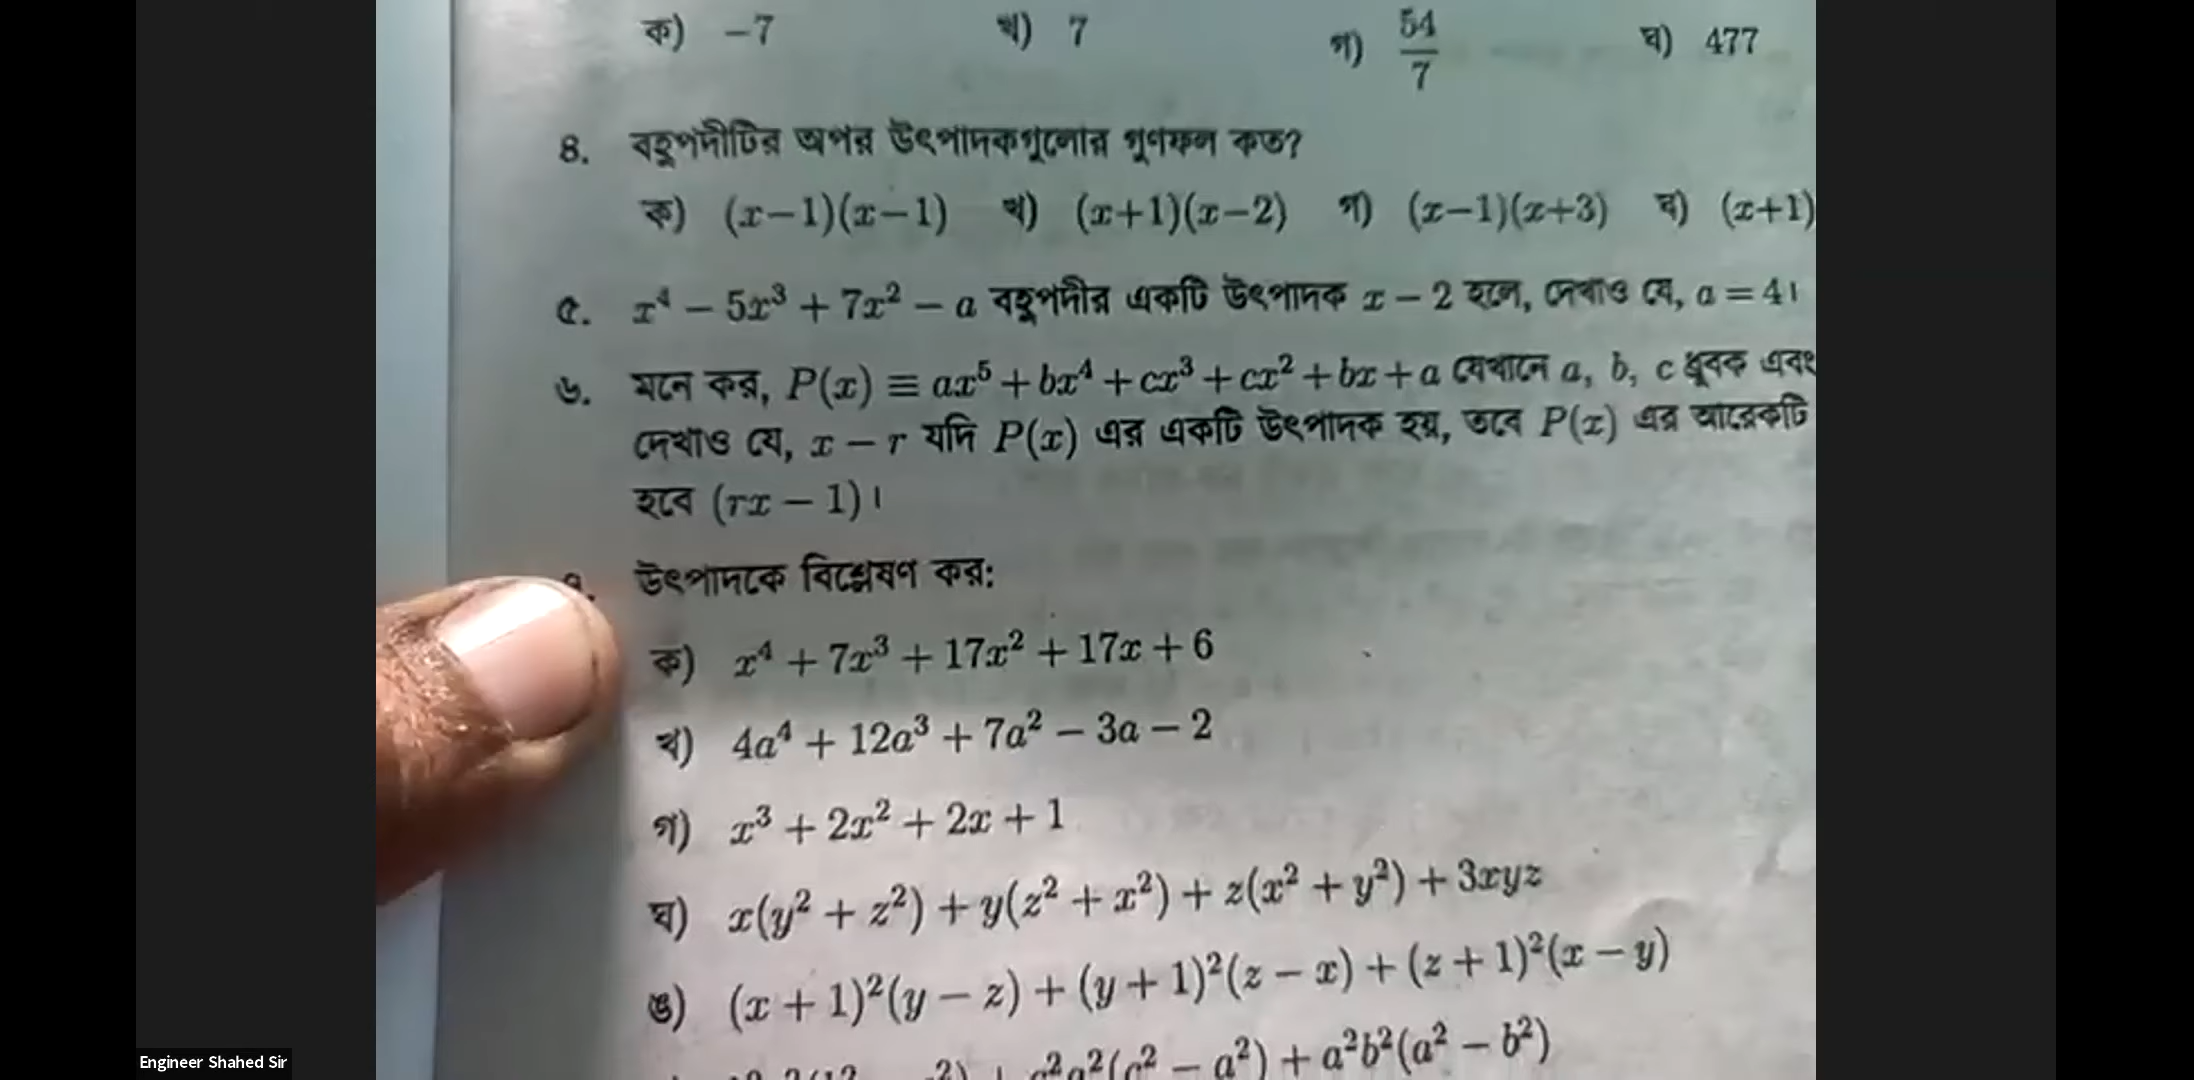 ক) −7 খ) 7 গ) 54/7 ঘ) 477
৪. বহুপদীটির অপর উৎপাদকগুলোর গুণফল কত?
ক) (x−1)(x−1) খ) (x+1)(x−2) গ) (x−1)(x+3) ঘ) (x+1)
৫. x⁴ − 5x³ + 7x² − a বহুপদীর একটি উৎপাদক x − 2 হলে, দেখাও যে, a = 4।
৬. মনে কর, P(x) ≡ ax⁵ + bx⁴ + cx³ + cx² + bx + a যেখানে a, b, c ধ্রুবক এবং
দেখাও যে, x − r যদি P(x) এর একটি উৎপাদক হয়, তবে P(x) এর আরেকটি
হবে (rx − 1)।
উৎপাদকে বিশ্লেষণ কর:
ক) x⁴ + 7x³ + 17x² + 17x + 6
খ) 4a⁴ + 12a³ + 7a² − 3a − 2
গ) x³ + 2x² + 2x + 1
ঘ) x(y² + z²) + y(z² + x²) + z(x² + y²) + 3xyz
ঙ) (x + 1)²(y − z) + (y + 1)²(z − x) + (z + 1)²(x − y)
c²a²(c² − a²) + a²b²(a² − b²)
Engineer Shahed Sir